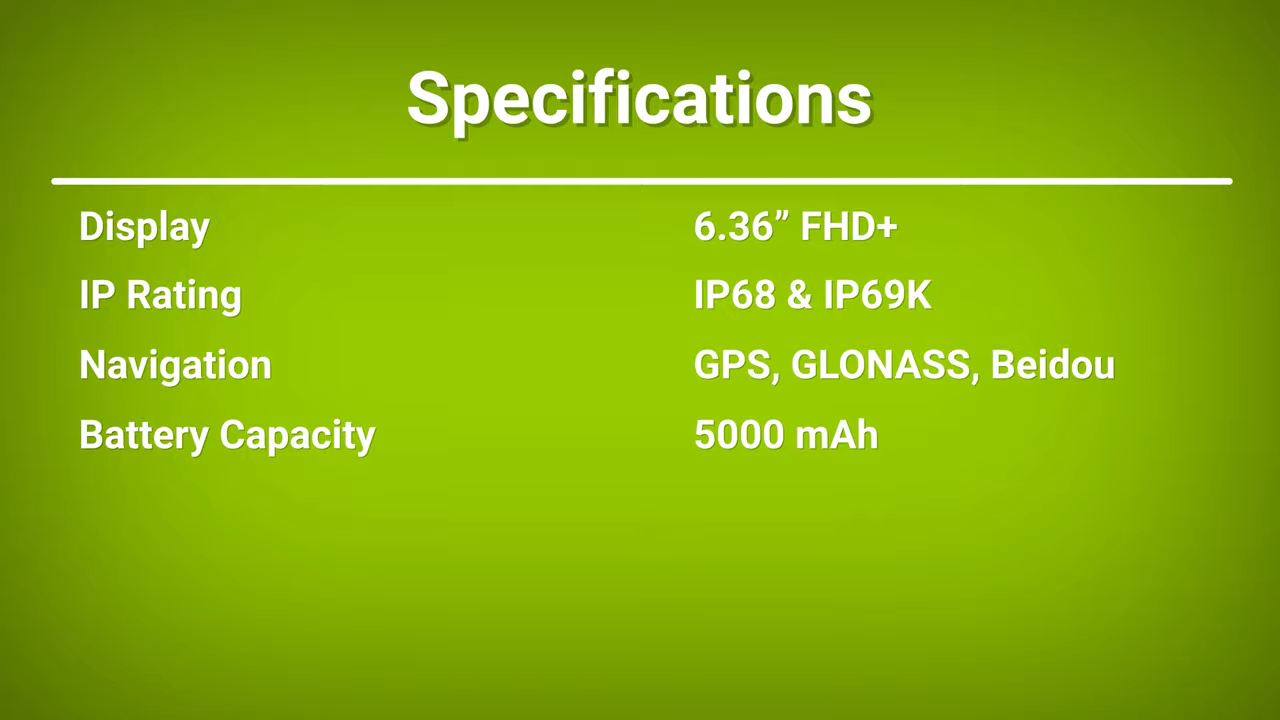 Specifications
Display 6.36” FHD+
IP Rating IP68 & IP69K
Navigation GPS, GLONASS, Beidou
Battery Capacity 5000 mAh